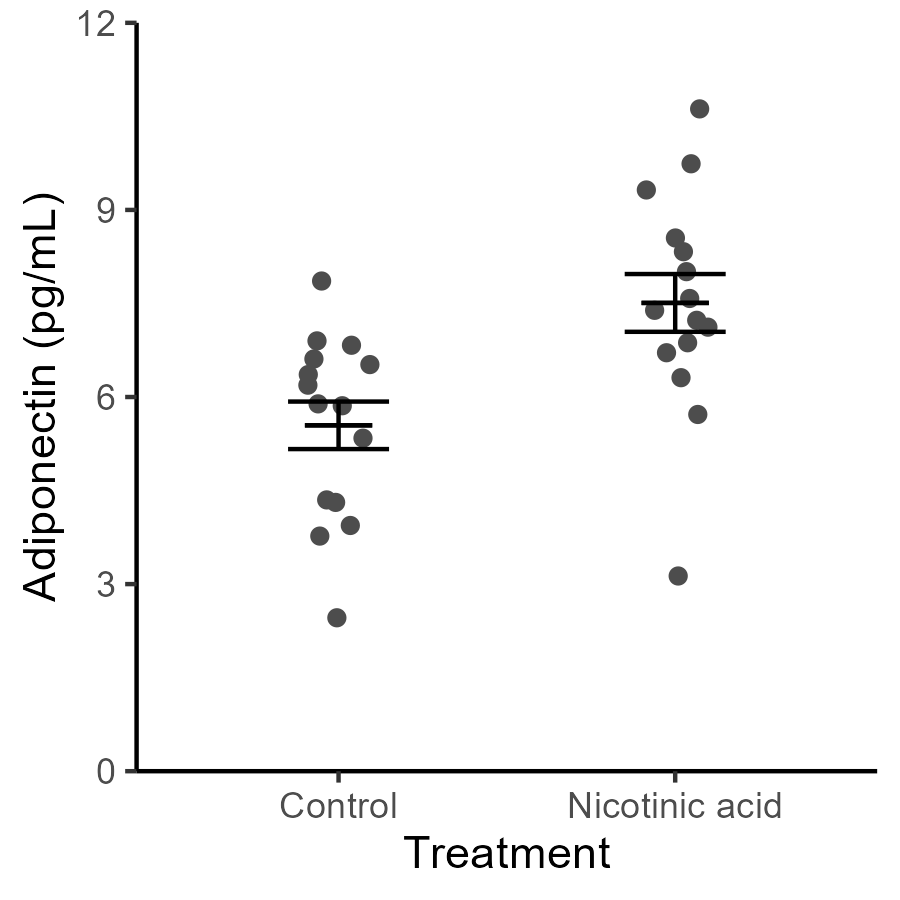 Adiponectin (pg/mL)
12
9
6
3
0
Control
Nicotinic acid
Treatment